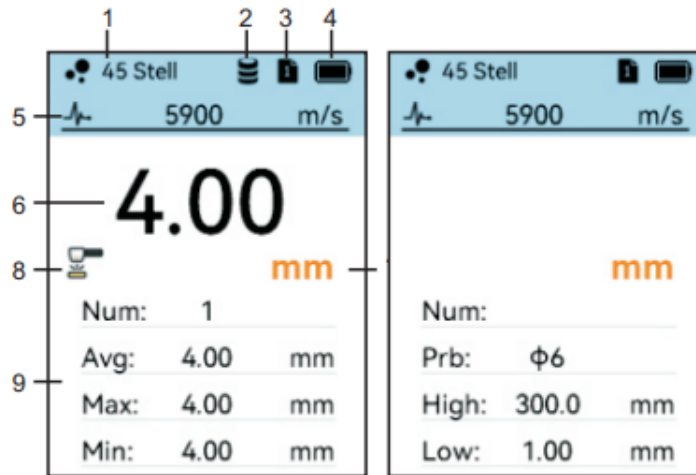 1 2 3 4
45 Stell 1
5 5900 m/s
6 4.00
8 mm
Num: 1
Avg: 4.00 mm
9
Max: 4.00 mm
Min: 4.00 mm
45 Stell 1
5900 m/s
mm
Num:
Prb: Φ6
High: 300.0 mm
Low: 1.00 mm